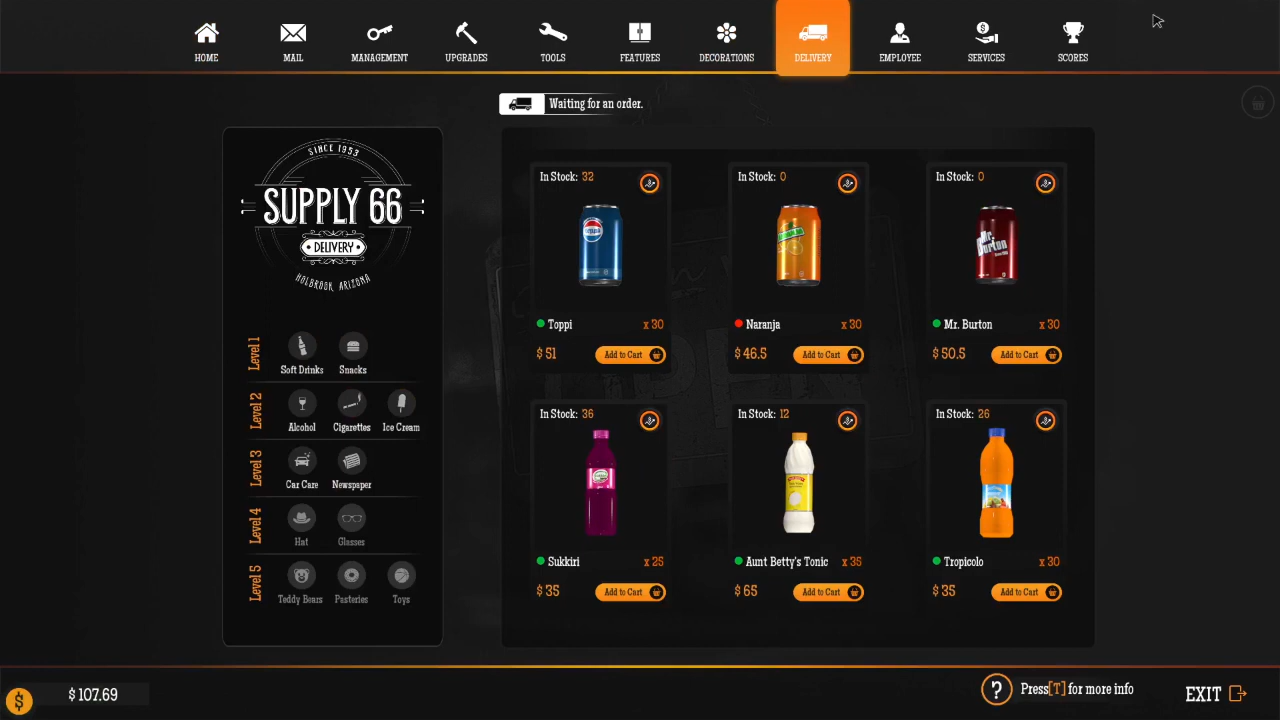 HOME
MAIL
MANAGEMENT
UPGRADES
TOOLS
FEATURES
DECORATIONS
DELIVERY
EMPLOYEE
SERVICES
SCORES
Waiting for an order.
SINCE 1953
SUPPLY 66
DELIVERY
HOLBROOK, ARIZONA
Level 1
Soft Drinks
Snacks
Level 2
Alcohol
Cigarettes
Ice Cream
Level 3
Car Care
Newspaper
Level 4
Hat
Glasses
Level 5
Teddy Bears
Pasteries
Toys
In Stock: 32
Toppi x 30
$ 51
Add to Cart
In Stock: 0
Naranja x 30
$ 46.5
Add to Cart
In Stock: 0
Mr. Burton
Mr. Burton x 30
$ 50.5
Add to Cart
In Stock: 36
Sukkiri x 25
$ 35
Add to Cart
In Stock: 12
Aunt Betty's Tonic x 35
$ 65
Add to Cart
In Stock: 26
Tropicolo x 30
$ 35
Add to Cart
$ 107.69
? Press[T] for more info
EXIT